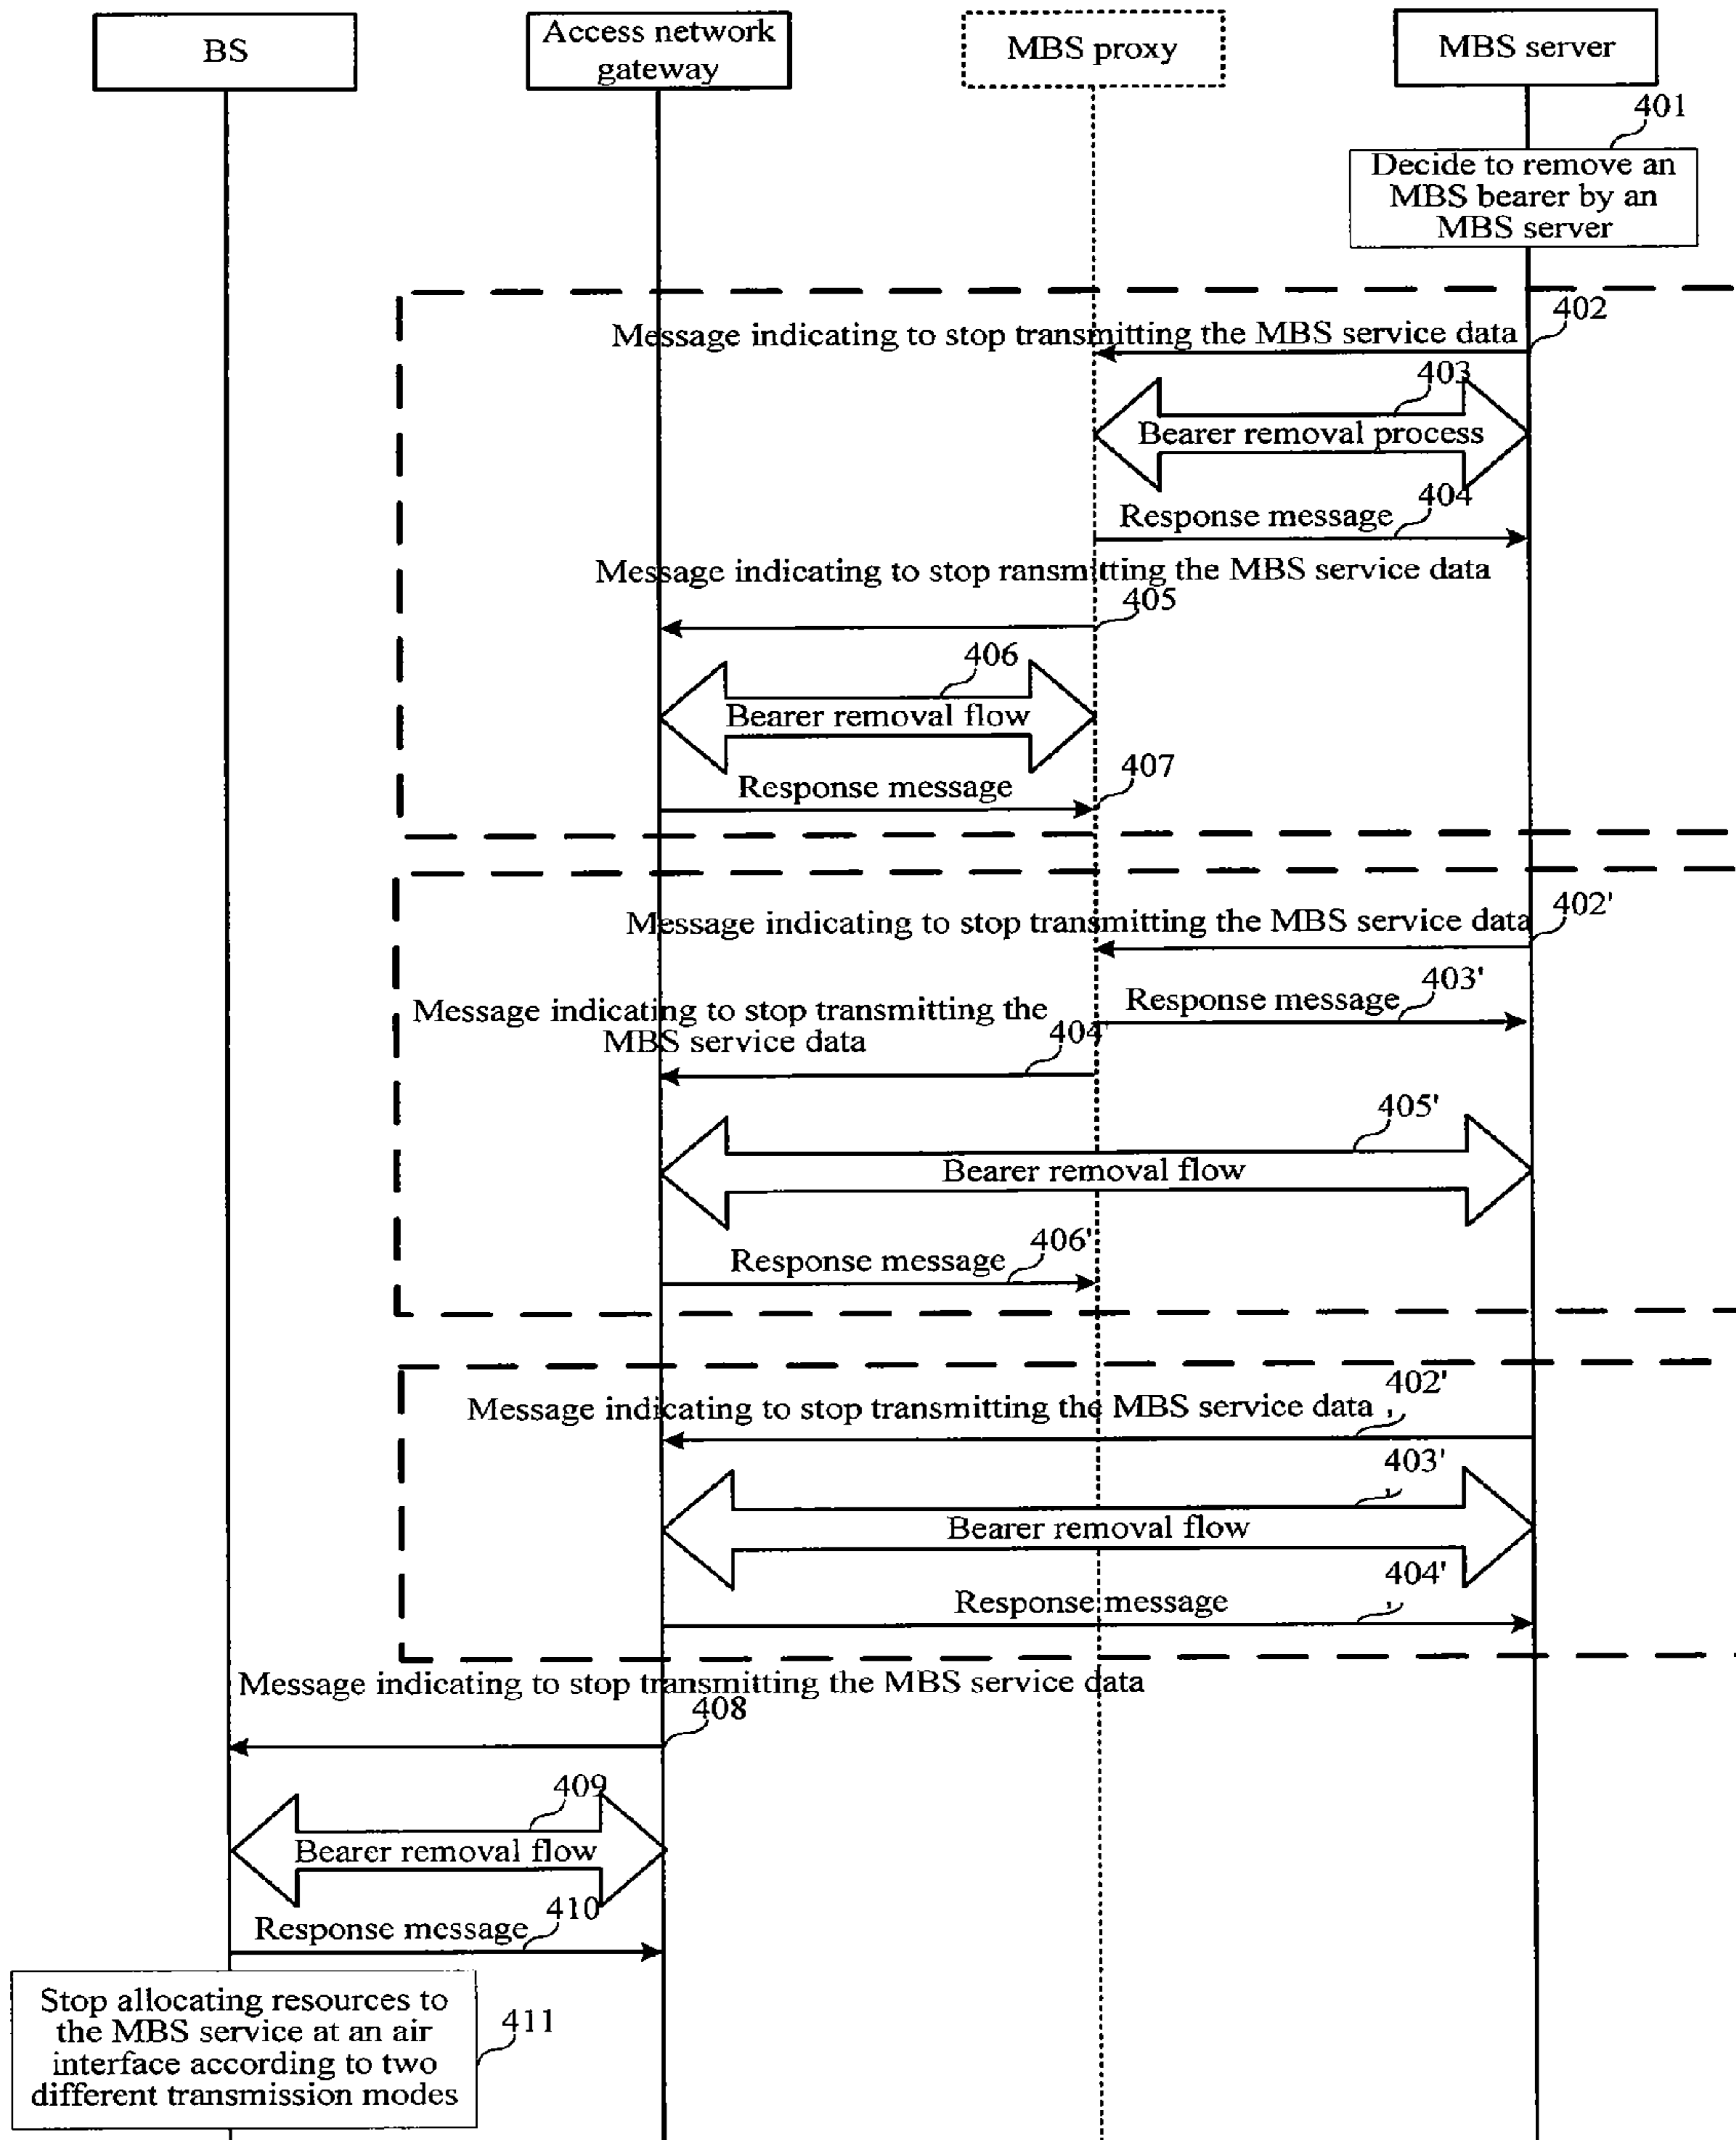 BS
Access network
gateway
MBS proxy
MBS server
401
Decide to remove an
MBS bearer by an
MBS server
402
Message indicating to stop transmitting the MBS service data
403
Bearer removal process
404
Response message
Message indicating to stop ransmitting the MBS service data
405
406
Bearer removal flow
407
Response message
402'
Message indicating to stop transmitting the MBS service data
403'
Response message
Message indicating to stop transmitting the
MBS service data
404'
405'
Bearer removal flow
406'
Response message
402'
'
Message indicating to stop transmitting the MBS service data
403'
'
Bearer removal flow
404'
'
Response message
Message indicating to stop transmitting the MBS service data
408
409
Bearer removal flow
410
Response message
Stop allocating resources to
the MBS service at an air
interface according to two
different transmission modes
411